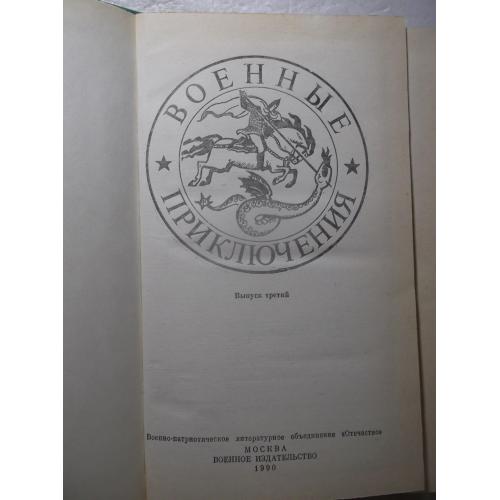 ВОЕННЫЕ
ПРИКЛЮЧЕНИЯ
Выпуск третий
Военно-патриотическое литературное объединение «Отечество»
МОСКВА
ВОЕННОЕ ИЗДАТЕЛЬСТВО
1990